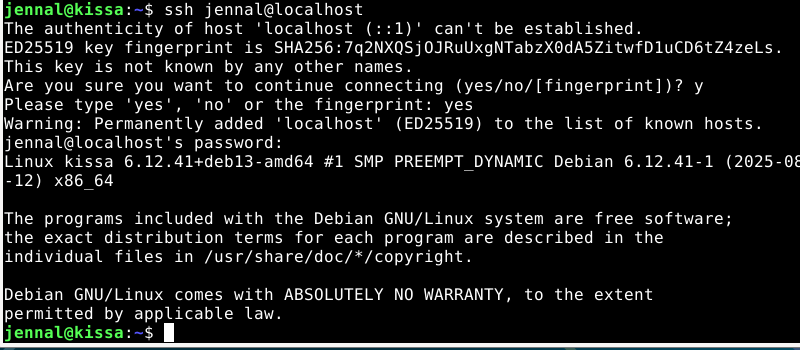 jennal@kissa:~$ ssh jennal@localhost
The authenticity of host 'localhost (::1)' can't be established.
ED25519 key fingerprint is SHA256:7q2NXQSjOJRuUxgNTabzX0dA5ZitwfD1uCD6tZ4zeLs.
This key is not known by any other names.
Are you sure you want to continue connecting (yes/no/[fingerprint])? y
Please type 'yes', 'no' or the fingerprint: yes
Warning: Permanently added 'localhost' (ED25519) to the list of known hosts.
jennal@localhost's password:
Linux kissa 6.12.41+deb13-amd64 #1 SMP PREEMPT_DYNAMIC Debian 6.12.41-1 (2025-08
-12) x86_64
The programs included with the Debian GNU/Linux system are free software;
the exact distribution terms for each program are described in the
individual files in /usr/share/doc/*/copyright.
Debian GNU/Linux comes with ABSOLUTELY NO WARRANTY, to the extent
permitted by applicable law.
jennal@kissa:~$